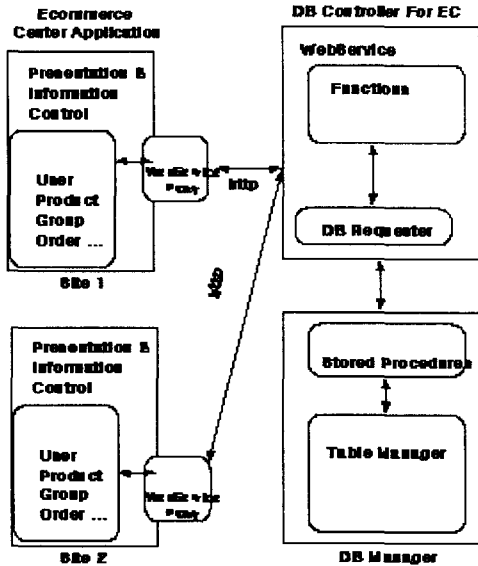 Ecommerce
Center Application
Presentation &
Information
Control
User
Product
Group
Order ...
Site 1
http
http
Presentation &
Information
Control
User
Product
Group
Order ...
Site 2
DB Controller For EC
WebService
Functions
DB Requester
Stored Procedures
Table Manager
DB Manager